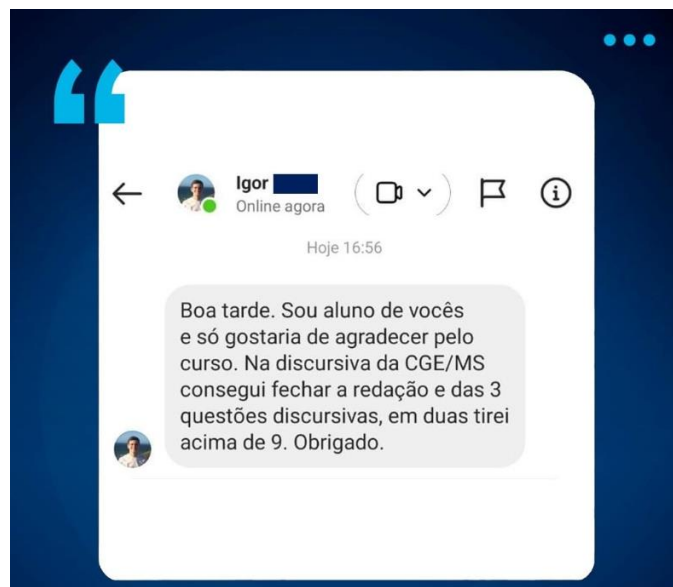 “
Igor
Online agora
Hoje 16:56
Boa tarde. Sou aluno de vocês
e só gostaria de agradecer pelo
curso. Na discursiva da CGE/MS
consegui fechar a redação e das 3
questões discursivas, em duas tirei
acima de 9. Obrigado.